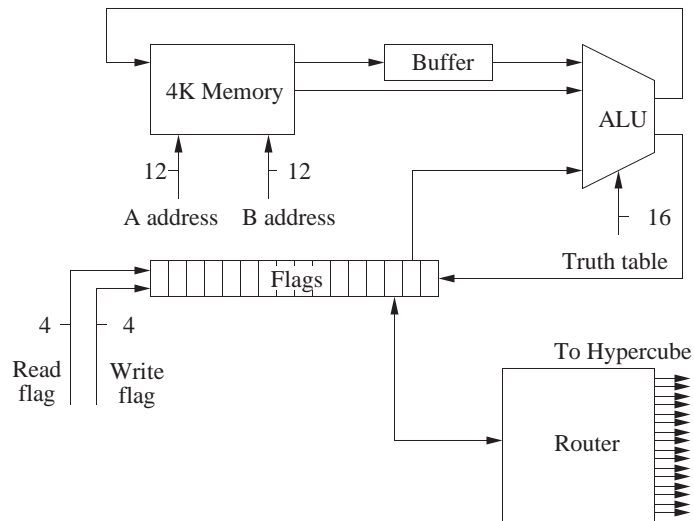 Buffer
4K Memory
ALU
12
12
A address
B address
16
Truth table
Flags
4
4
Read
flag
Write
flag
To Hypercube
Router